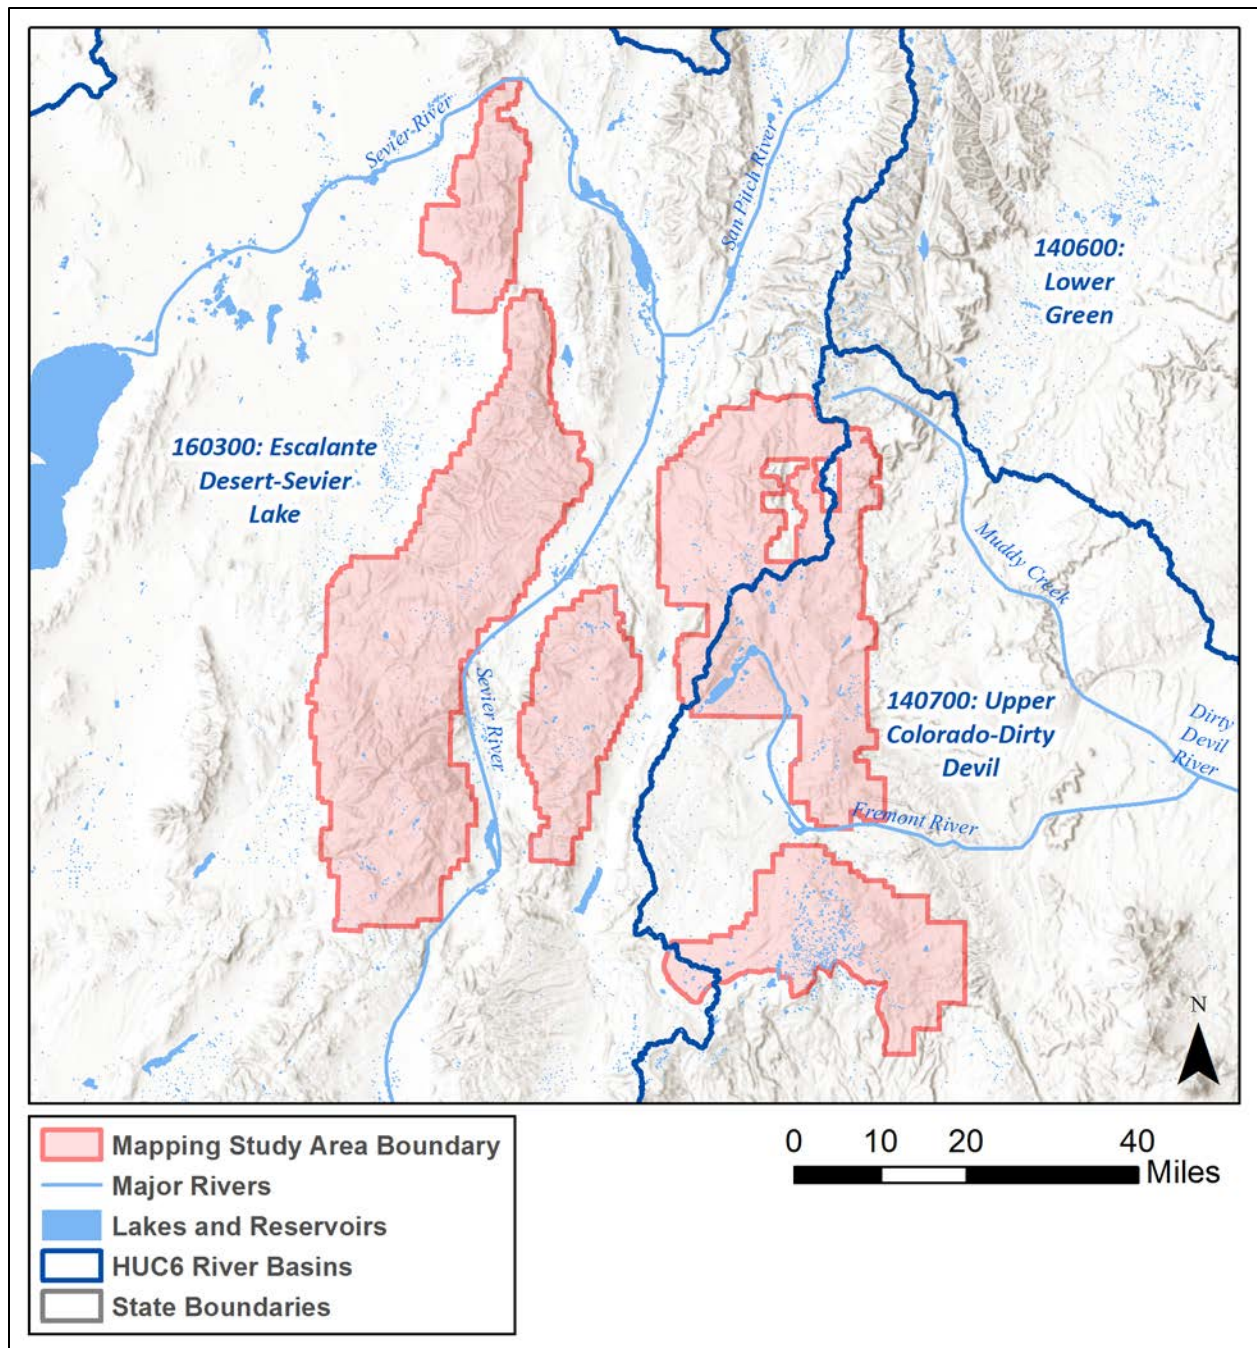 Sevier River
San Pitch River
140600:
Lower
Green
160300: Escalante
Desert-Sevier
Lake
Muddy Creek
Sevier River
140700: Upper
Colorado-Dirty
Devil
Dirty
Devil
River
Fremont River
N
Mapping Study Area Boundary
Major Rivers
Lakes and Reservoirs
HUC6 River Basins
State Boundaries
0 10 20 40
Miles